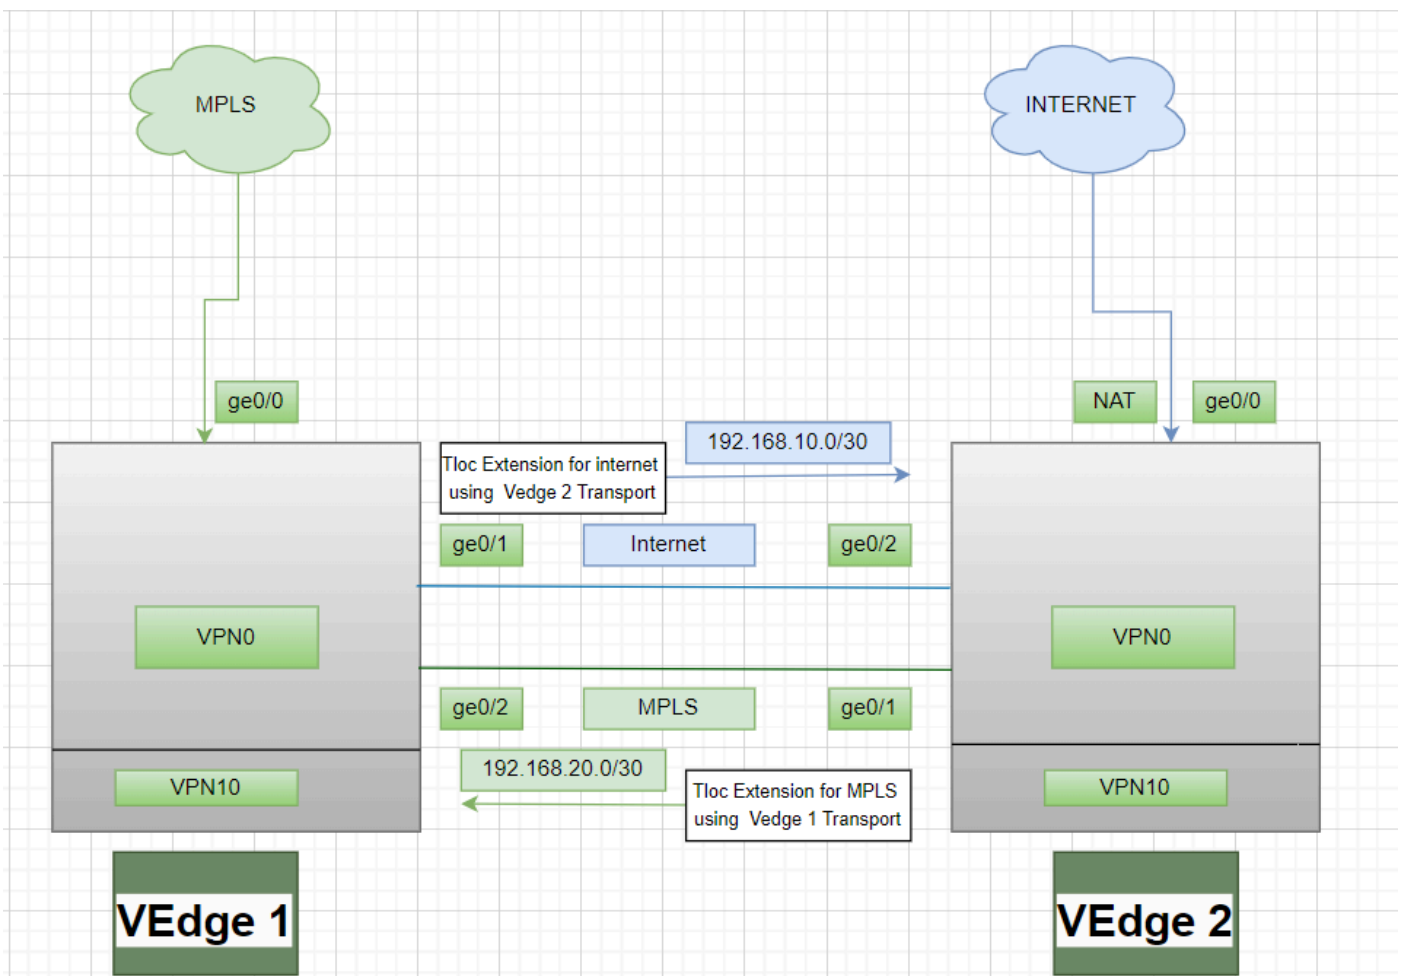 MPLS
INTERNET
ge0/0
NAT
ge0/0
192.168.10.0/30
Tloc Extension for internet
using Vedge 2 Transport
ge0/1
Internet
ge0/2
VPN0
VPN0
ge0/2
MPLS
ge0/1
192.168.20.0/30
Tloc Extension for MPLS
using Vedge 1 Transport
VPN10
VPN10
VEdge 1
VEdge 2